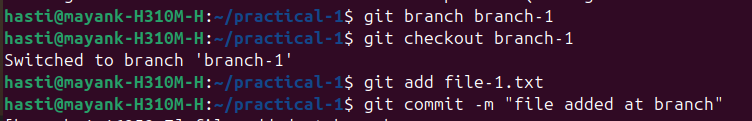 hasti@mayank-H310M-H:~/practical-1$ git branch branch-1
hasti@mayank-H310M-H:~/practical-1$ git checkout branch-1
Switched to branch 'branch-1'
hasti@mayank-H310M-H:~/practical-1$ git add file-1.txt
hasti@mayank-H310M-H:~/practical-1$ git commit -m "file added at branch"